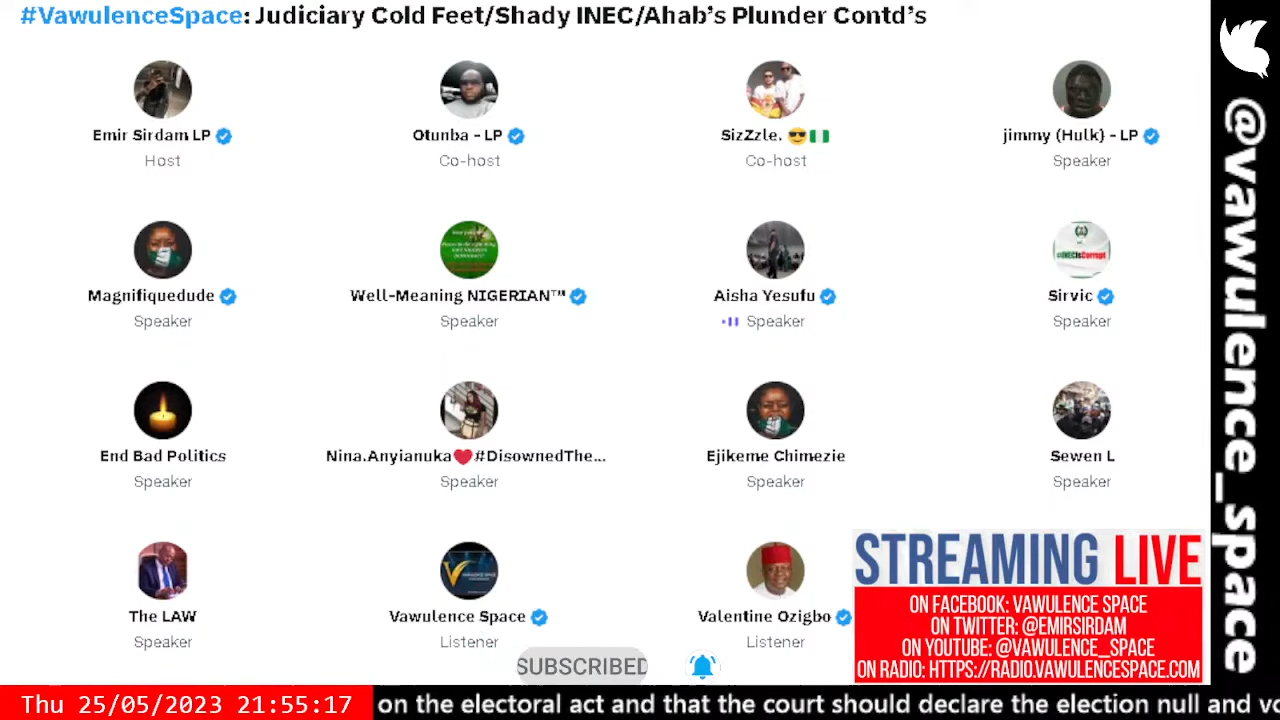 #VawulenceSpace: Judiciary Cold Feet/Shady INEC/Ahab's Plunder Contd's
Emir Sirdam LP
Host
Otunba - LP
Co-host
SizZzle. 😎🇳🇬
Co-host
jimmy (Hulk) - LP
Speaker
Magnifiquedude
Speaker
Well-Meaning NIGERIAN™
Speaker
Aisha Yesufu
Speaker
Sirvic
Speaker
#INECIsCorrupt
End Bad Politics
Speaker
Nina.Anyianuka❤️#DisownedThe...
Speaker
Ejikeme Chimezie
Speaker
Sewen L
Speaker
The LAW
Speaker
Vawulence Space
Listener
Valentine Ozigbo
Listener
STREAMING LIVE
ON FACEBOOK: VAWULENCE SPACE
ON TWITTER: @EMIRSIRDAM
ON YOUTUBE: @VAWULENCE_SPACE
ON RADIO: HTTPS://RADIO.VAWULENCESPACE.COM
SUBSCRIBED
@vawulence_space
Thu 25/05/2023 21:55:17
on the electoral act and that the court should declare the election null and vo